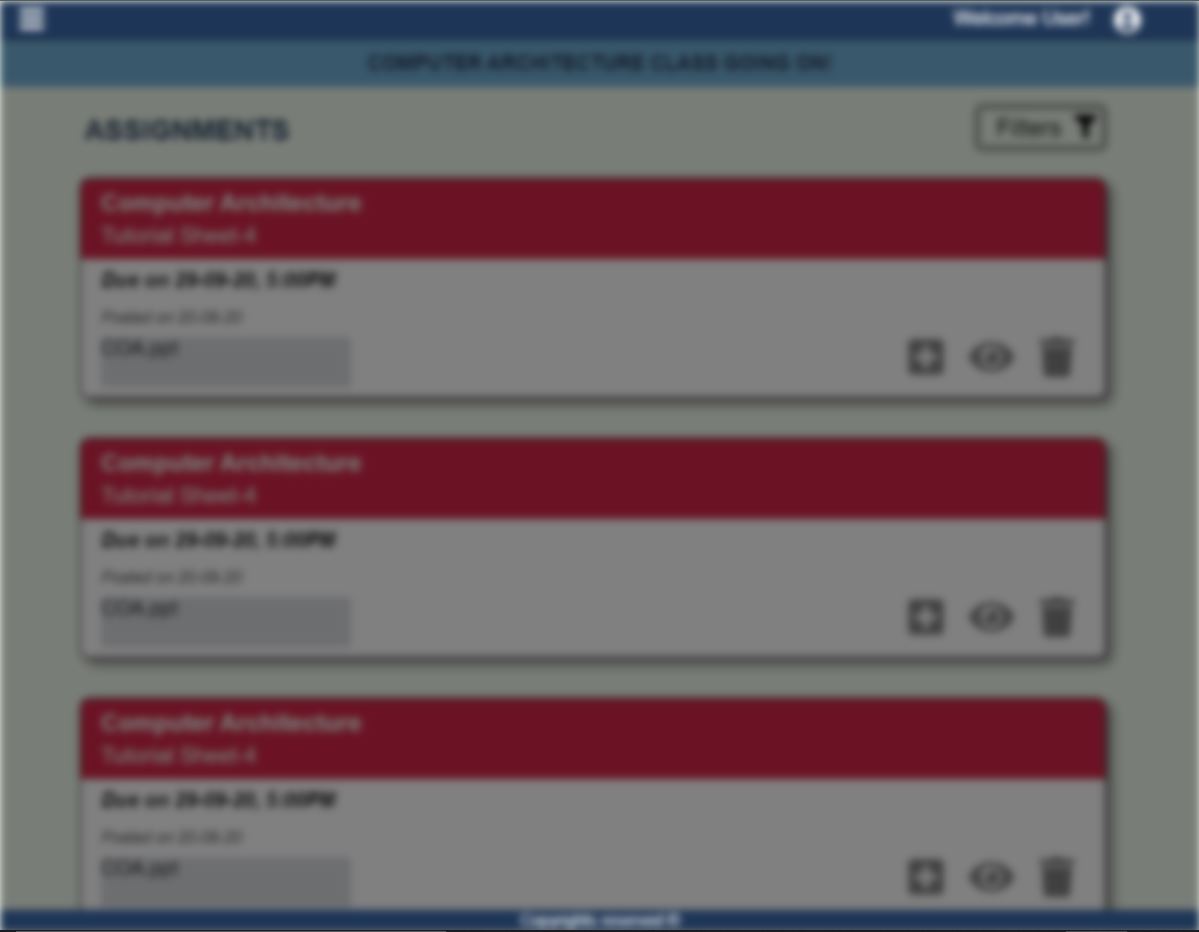 Welcome User!
COMPUTER ARCHITECTURE CLASS GOING ON!
ASSIGNMENTS
Filters
Computer Architecture
Tutorial Sheet-4
Due on 29-09-20, 5:00PM
Posted on 20-09-20
COA.ppt
Computer Architecture
Tutorial Sheet-4
Due on 29-09-20, 5:00PM
Posted on 20-09-20
COA.ppt
Computer Architecture
Tutorial Sheet-4
Due on 29-09-20, 5:00PM
Posted on 20-09-20
COA.ppt
Copyrights reserved ©